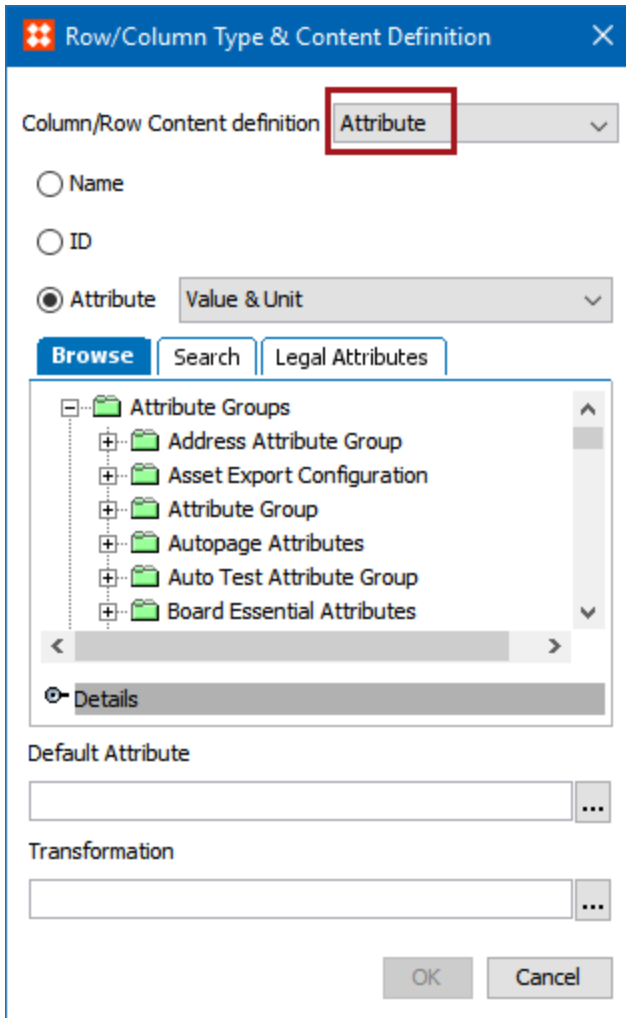 Row/Column Type & Content Definition
Column/Row Content definition Attribute
Name
ID
Attribute Value & Unit
Browse Search Legal Attributes
Attribute Groups
Address Attribute Group
Asset Export Configuration
Attribute Group
Autopage Attributes
Auto Test Attribute Group
Board Essential Attributes
Details
Default Attribute
...
Transformation
...
OK Cancel